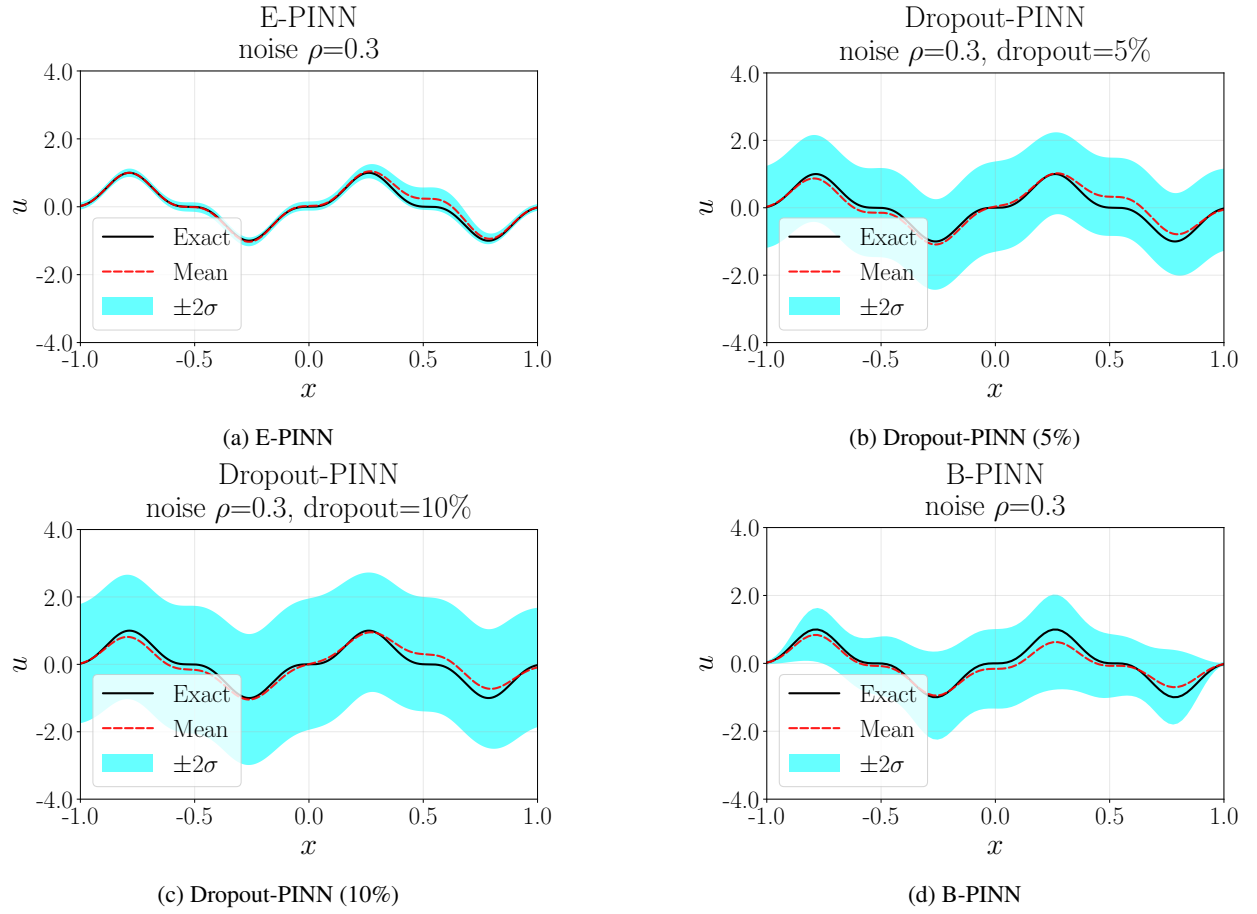 E-PINN
noise ρ=0.3
4.0
2.0
0.0
-2.0
-4.0
u
Exact
Mean
±2σ
-1.0 -0.5 0.0 0.5 1.0
x
(a) E-PINN
Dropout-PINN
noise ρ=0.3, dropout=5%
4.0
2.0
0.0
-2.0
-4.0
u
Exact
Mean
±2σ
-1.0 -0.5 0.0 0.5 1.0
x
(b) Dropout-PINN (5%)
Dropout-PINN
noise ρ=0.3, dropout=10%
4.0
2.0
0.0
-2.0
-4.0
u
Exact
Mean
±2σ
-1.0 -0.5 0.0 0.5 1.0
x
(c) Dropout-PINN (10%)
B-PINN
noise ρ=0.3
4.0
2.0
0.0
-2.0
-4.0
u
Exact
Mean
±2σ
-1.0 -0.5 0.0 0.5 1.0
x
(d) B-PINN